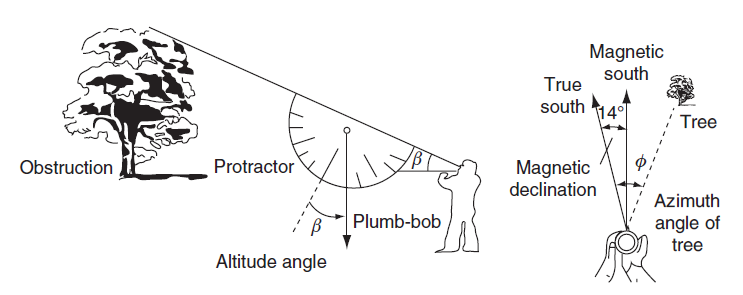 Obstruction
Protractor
β
β
Plumb-bob
Altitude angle
Magnetic
south
True
south
14°
Tree
Magnetic
declination
ϕ
Azimuth
angle of
tree